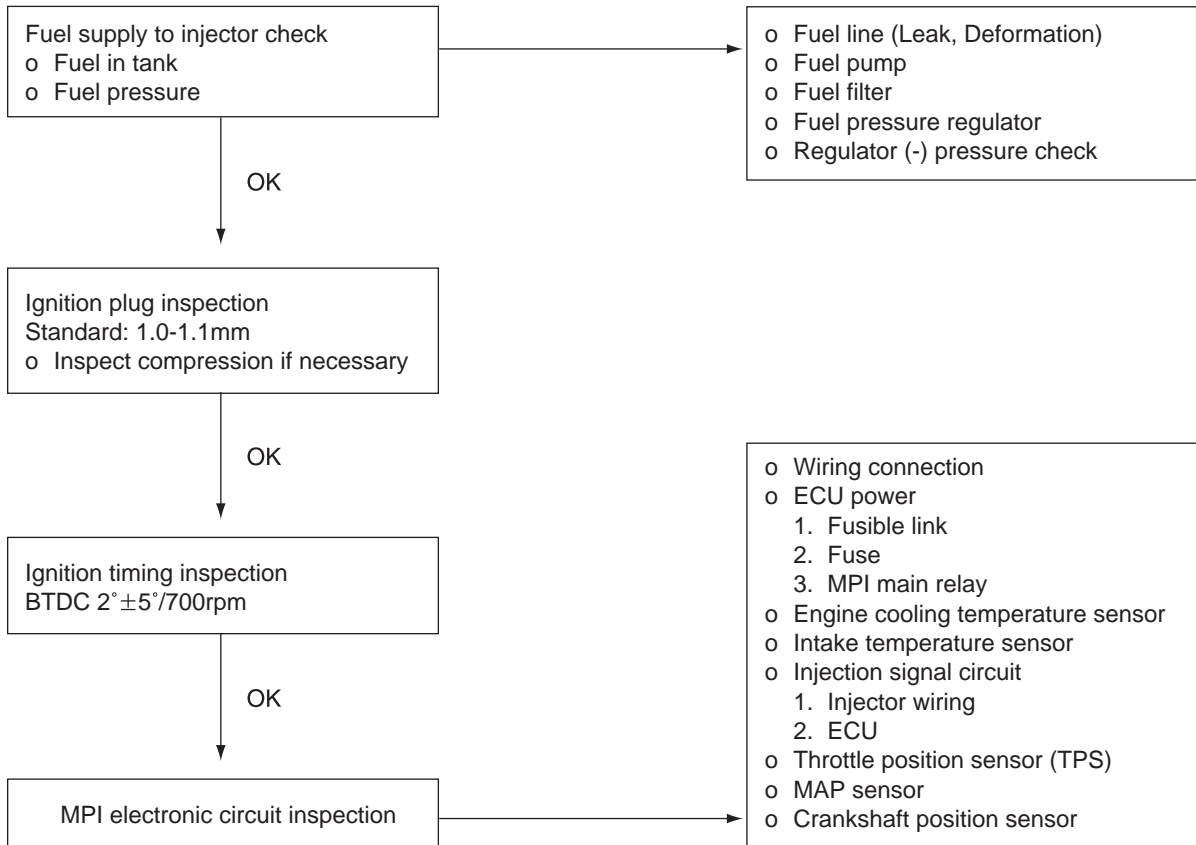 Fuel supply to injector check
o Fuel in tank
o Fuel pressure
o Fuel line (Leak, Deformation)
o Fuel pump
o Fuel filter
o Fuel pressure regulator
o Regulator (-) pressure check
OK
Ignition plug inspection
Standard: 1.0-1.1mm
o Inspect compression if necessary
OK
Ignition timing inspection
BTDC 2˚±5˚/700rpm
OK
MPI electronic circuit inspection
o Wiring connection
o ECU power
1. Fusible link
2. Fuse
3. MPI main relay
o Engine cooling temperature sensor
o Intake temperature sensor
o Injection signal circuit
1. Injector wiring
2. ECU
o Throttle position sensor (TPS)
o MAP sensor
o Crankshaft position sensor